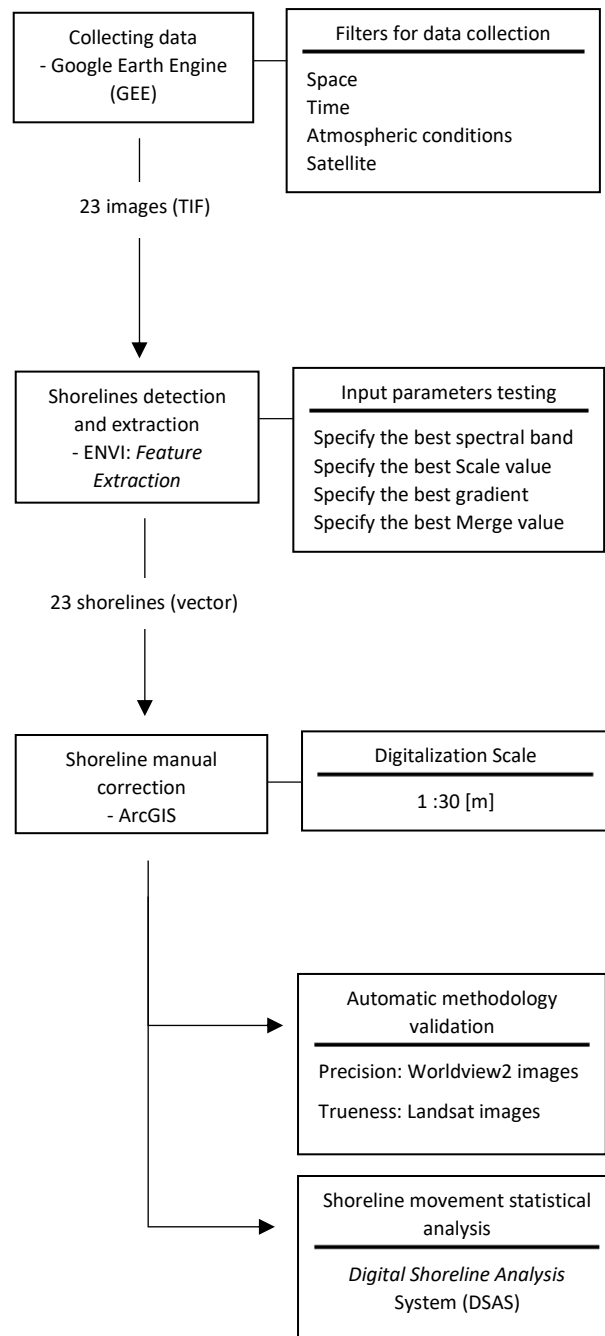 Collecting data
- Google Earth Engine
(GEE)
Filters for data collection
Space
Time
Atmospheric conditions
Satellite
23 images (TIF)
Shorelines detection
and extraction
- ENVI: Feature
Extraction
Input parameters testing
Specify the best spectral band
Specify the best Scale value
Specify the best gradient
Specify the best Merge value
23 shorelines (vector)
Shoreline manual
correction
- ArcGIS
Digitalization Scale
1 :30 [m]
Automatic methodology
validation
Precision: Worldview2 images
Trueness: Landsat images
Shoreline movement statistical
analysis
Digital Shoreline Analysis
System (DSAS)